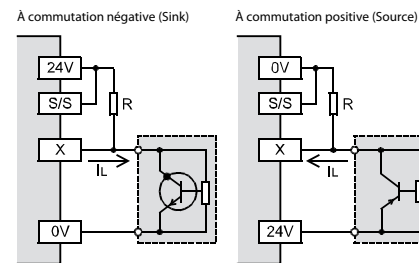 À commutation négative (Sink)
À commutation positive (Source)
24V
S/S
R
X
IL
0V
0V
S/S
R
X
IL
24V